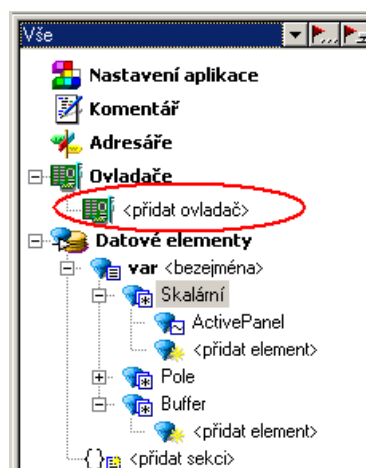 Vše
Nastavení aplikace
Komentář
Adresáře
Ovladače
<přidat ovladač>
Datové elementy
var <bezejména>
Skalární
ActivePanel
<přidat element>
Pole
Buffer
<přidat element>
<přidat sekci>